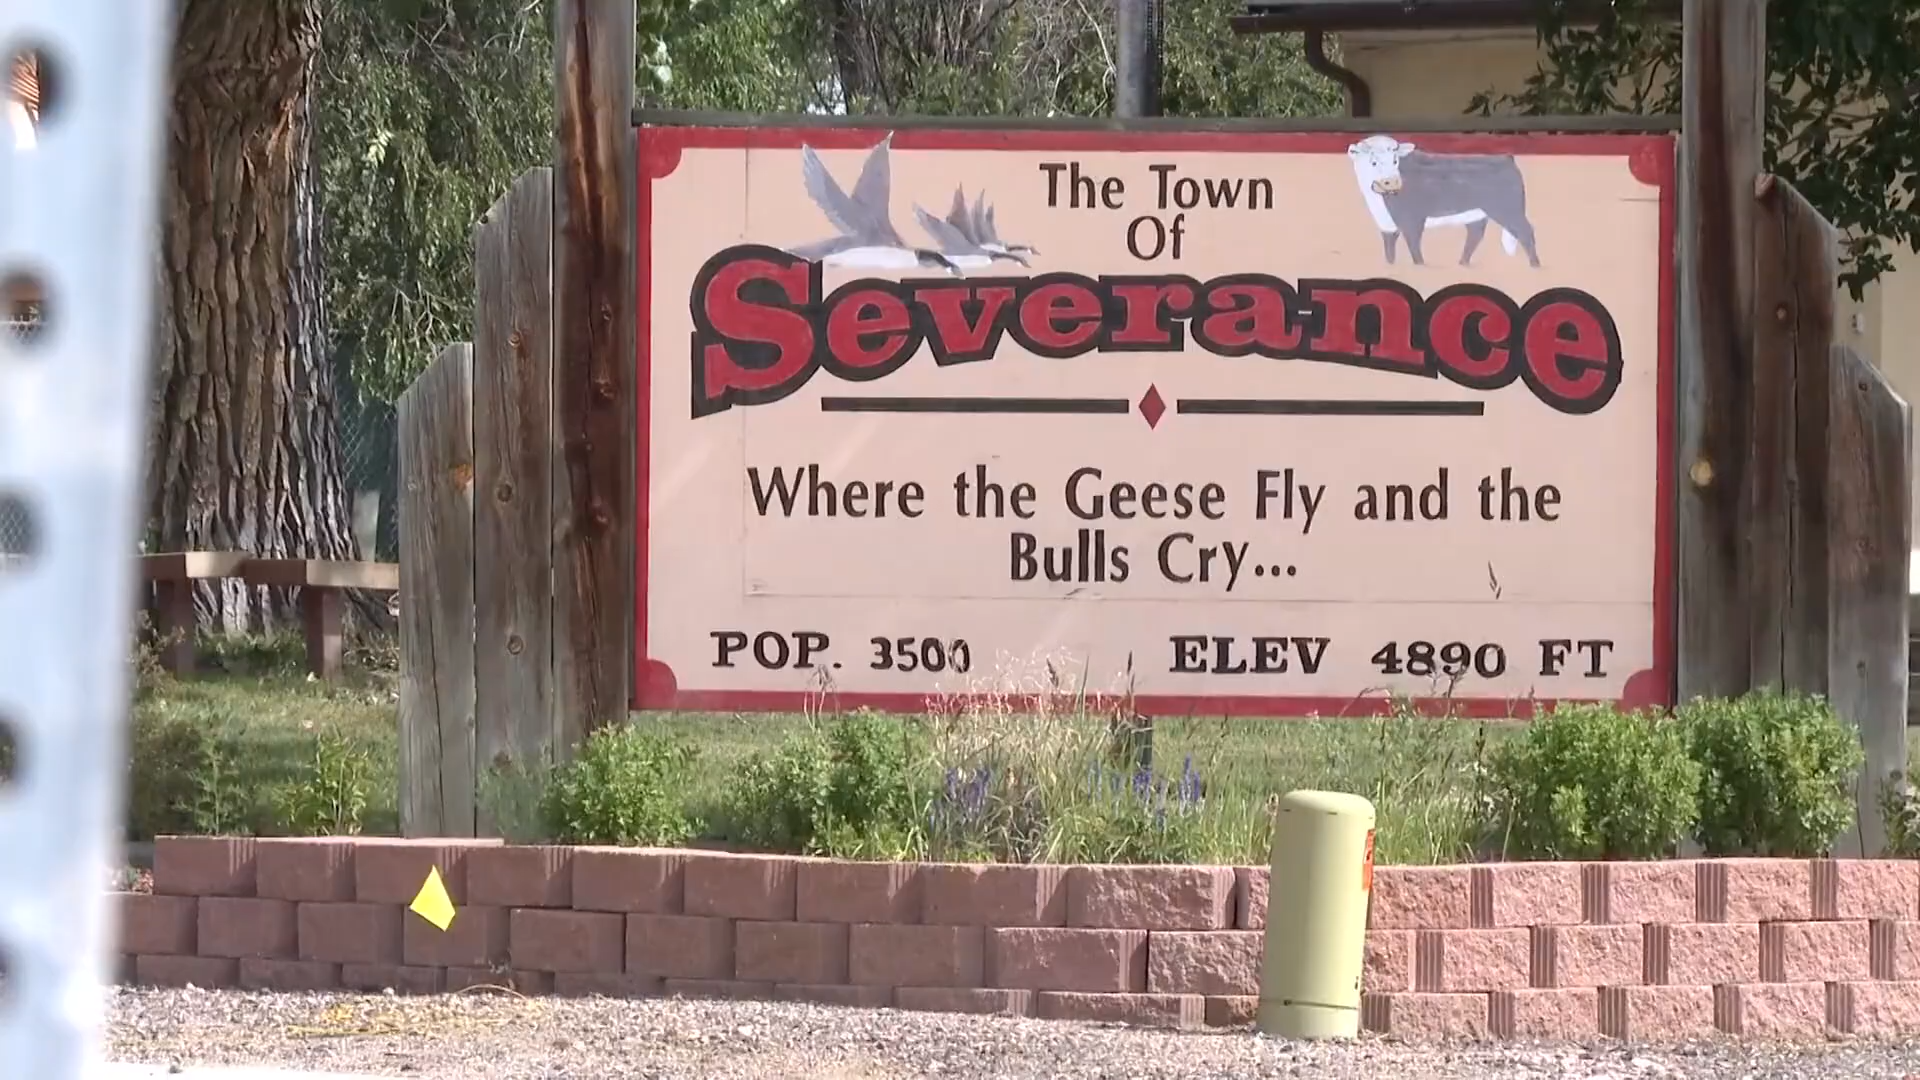 The Town
Of
Severance
Where the Geese Fly and the
Bulls Cry...
POP. 3500 ELEV 4890 FT